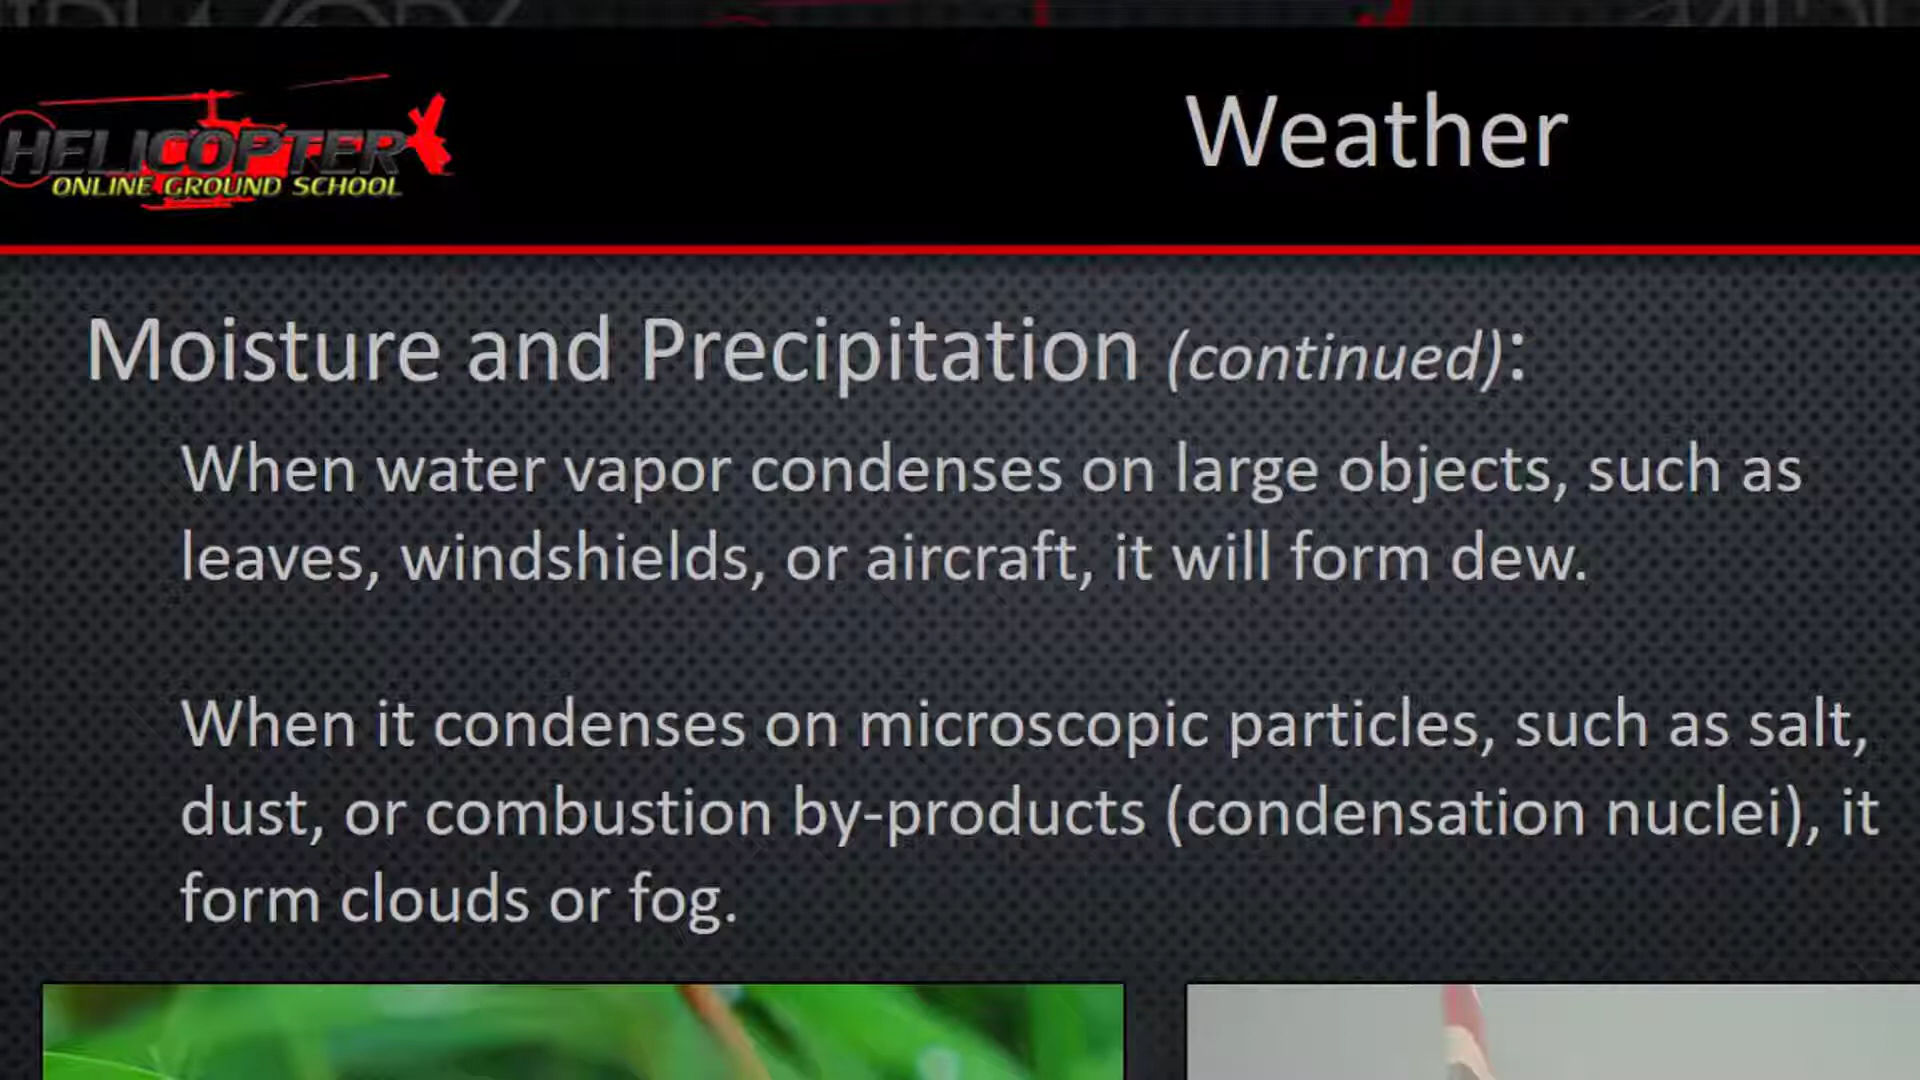 HELICOPTER
ONLINE GROUND SCHOOL
Weather
Moisture and Precipitation (continued):
When water vapor condenses on large objects, such as
leaves, windshields, or aircraft, it will form dew.
When it condenses on microscopic particles, such as salt,
dust, or combustion by-products (condensation nuclei), it
form clouds or fog.